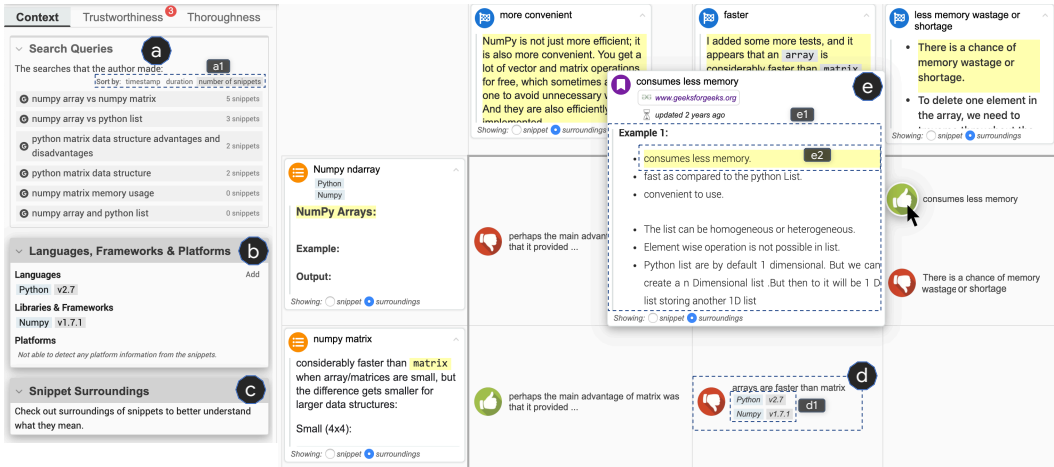 Context
Trustworthiness
3
Thoroughness
Search Queries
a
The searches that the author made:
a1
Sort by: timestamp duration number of snippets
numpy array vs numpy matrix 5 snippets
numpy array vs python list 3 snippets
python matrix data structure advantages and
disadvantages
2 snippets
python matrix data structure 2 snippets
numpy matrix memory usage 0 snippets
numpy array and python list 0 snippets
Languages, Frameworks & Platforms
b
Languages
Add
Python v2.7
Libraries & Frameworks
Numpy v1.7.1
Platforms
Not able to detect any platform information from the snippets.
Snippet Surroundings
c
Check out surroundings of snippets to better understand
what they mean.
more convenient
NumPy is not just more efficient; it
is also more convenient. You get a
lot of vector and matrix operations
for free, which sometimes
one to avoid unnecessary
And they are also efficiently
implemented
Showing: snippet surroundings
faster
I added some more tests, and it
appears that an array is
considerably faster than matrix
less memory wastage or
shortage
• There is a chance of
memory wastage or
shortage.
• To delete one element in
the array, we need to
Showing: snippet surroundings
Numpy ndarray
Python
Numpy
NumPy Arrays:
Example:
Output:
Showing: snippet surroundings
perhaps the main
that it provided ...
consumes less memory
e
www.geeksforgeeks.org
updated 2 years ago
e1
Example 1:
• consumes less memory.
e2
• fast as compared to the python List.
• convenient to use.
• The list can be homogeneous or heterogeneous.
• Element wise operation is not possible in list.
• Python list are by default 1 dimensional. But we can
create a n Dimensional list .But then to it will be 1 D
list storing another 1D list
Showing: snippet surroundings
consumes less memory
There is a chance of memory
wastage or shortage
numpy matrix
considerably faster than matrix
when array/matrices are small, but
the difference gets smaller for
larger data structures:
Small (4x4):
Showing: snippet surroundings
perhaps the main advantage of matrix was
that it provided ...
d
arrays are faster than matrix
Python v2.7
Numpy v1.7.1
d1